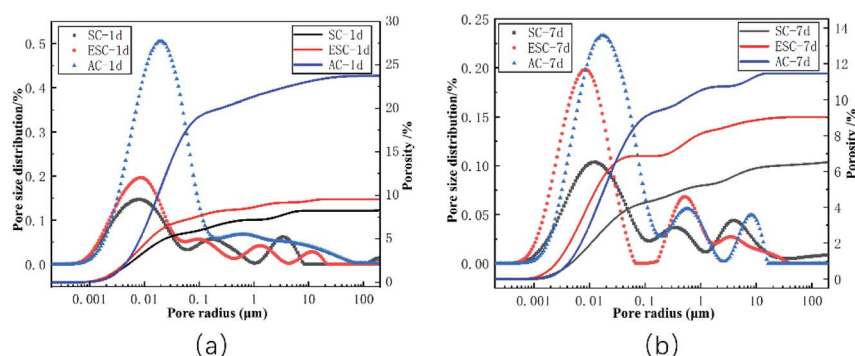 SC-1d
ESC-1d
AC-1d
SC-1d
ESC-1d
AC-1d
0.5
0.4
0.3
0.2
0.1
0.0
Pore size distribution/%
30
25
20
15
10
5
0
Porosity /%
0.001 0.01 0.1 1 10 100
Pore radius (μm)
(a)
SC-7d
ESC-7d
AC-7d
SC-7d
ESC-7d
AC-7d
0.25
0.20
0.15
0.10
0.05
0.00
Pore size distribution/%
14
12
10
8
6
4
2
0
Porosity /%
0.001 0.01 0.1 1 10 100
Pore radius (μm)
(b)